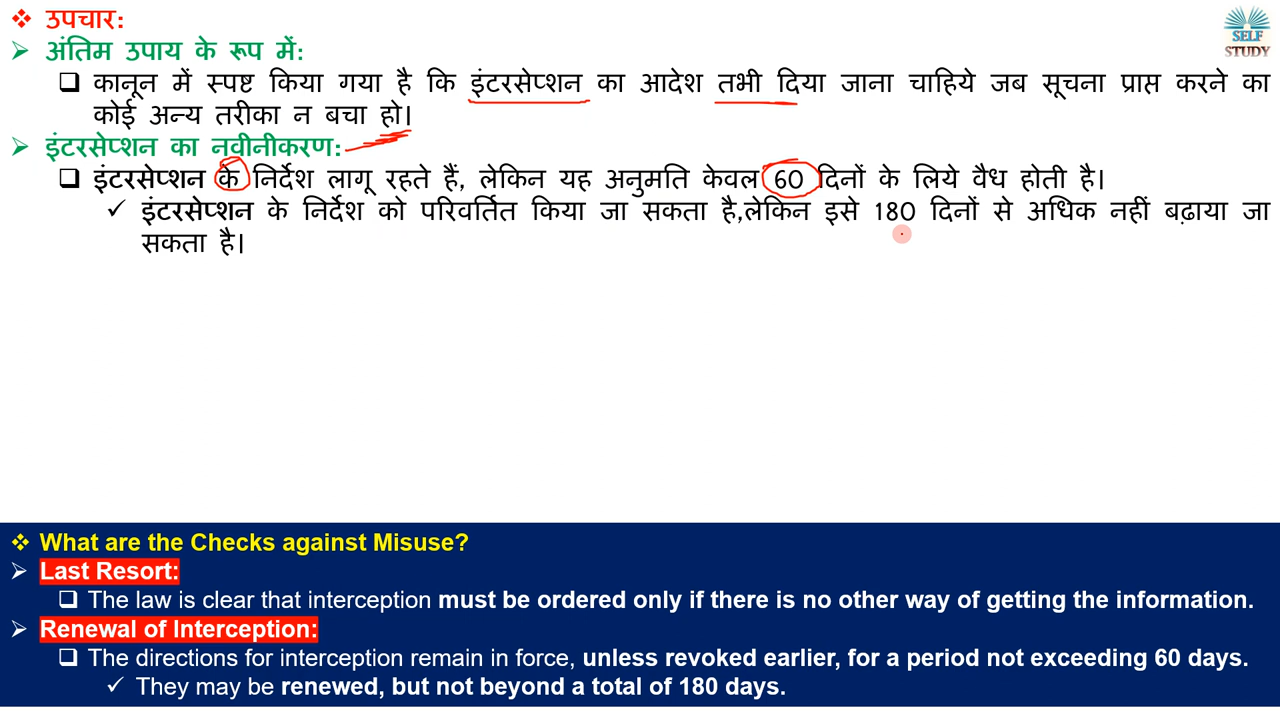 ❖ उपचार:
➢ अंतिम उपाय के रूप में:
❑ कानून में स्पष्ट किया गया है कि इंटरसेप्शन का आदेश तभी दिया जाना चाहिये जब सूचना प्राप्त करने का
कोई अन्य तरीका न बचा हो।
➢ इंटरसेप्शन का नवीनीकरण:
❑ इंटरसेप्शन के निर्देश लागू रहते हैं, लेकिन यह अनुमति केवल 60 दिनों के लिये वैध होती है।
✓ इंटरसेप्शन के निर्देश को परिवर्तित किया जा सकता है,लेकिन इसे 180 दिनों से अधिक नहीं बढ़ाया जा
सकता है।
SELF
STUDY
❖ What are the Checks against Misuse?
➢ Last Resort:
❑ The law is clear that interception must be ordered only if there is no other way of getting the information.
➢ Renewal of Interception:
❑ The directions for interception remain in force, unless revoked earlier, for a period not exceeding 60 days.
✓ They may be renewed, but not beyond a total of 180 days.